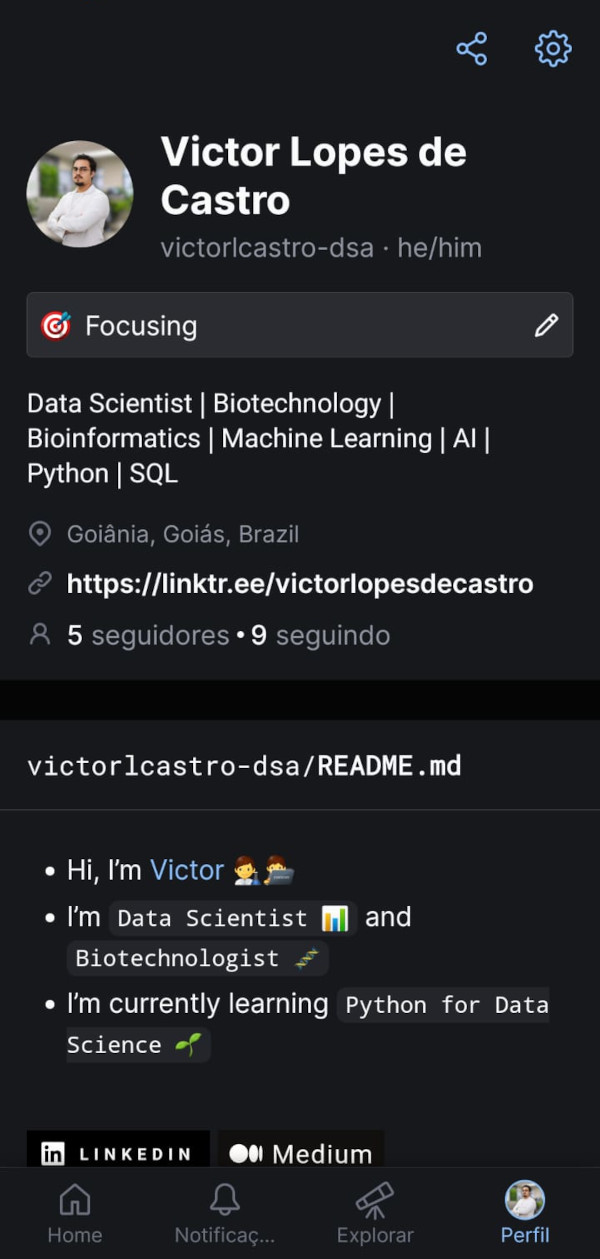 Victor Lopes de
Castro
victorlcastro-dsa · he/him
Focusing
Data Scientist | Biotechnology |
Bioinformatics | Machine Learning | AI |
Python | SQL
Goiânia, Goiás, Brazil
https://linktr.ee/victorlopesdecastro
5 seguidores • 9 seguindo
victorlcastro-dsa/README.md
• Hi, I’m Victor
• I’m Data Scientist and
Biotechnologist
• I’m currently learning Python for Data
Science
in LINKEDIN Medium
Home Notificaç... Explorar Perfil